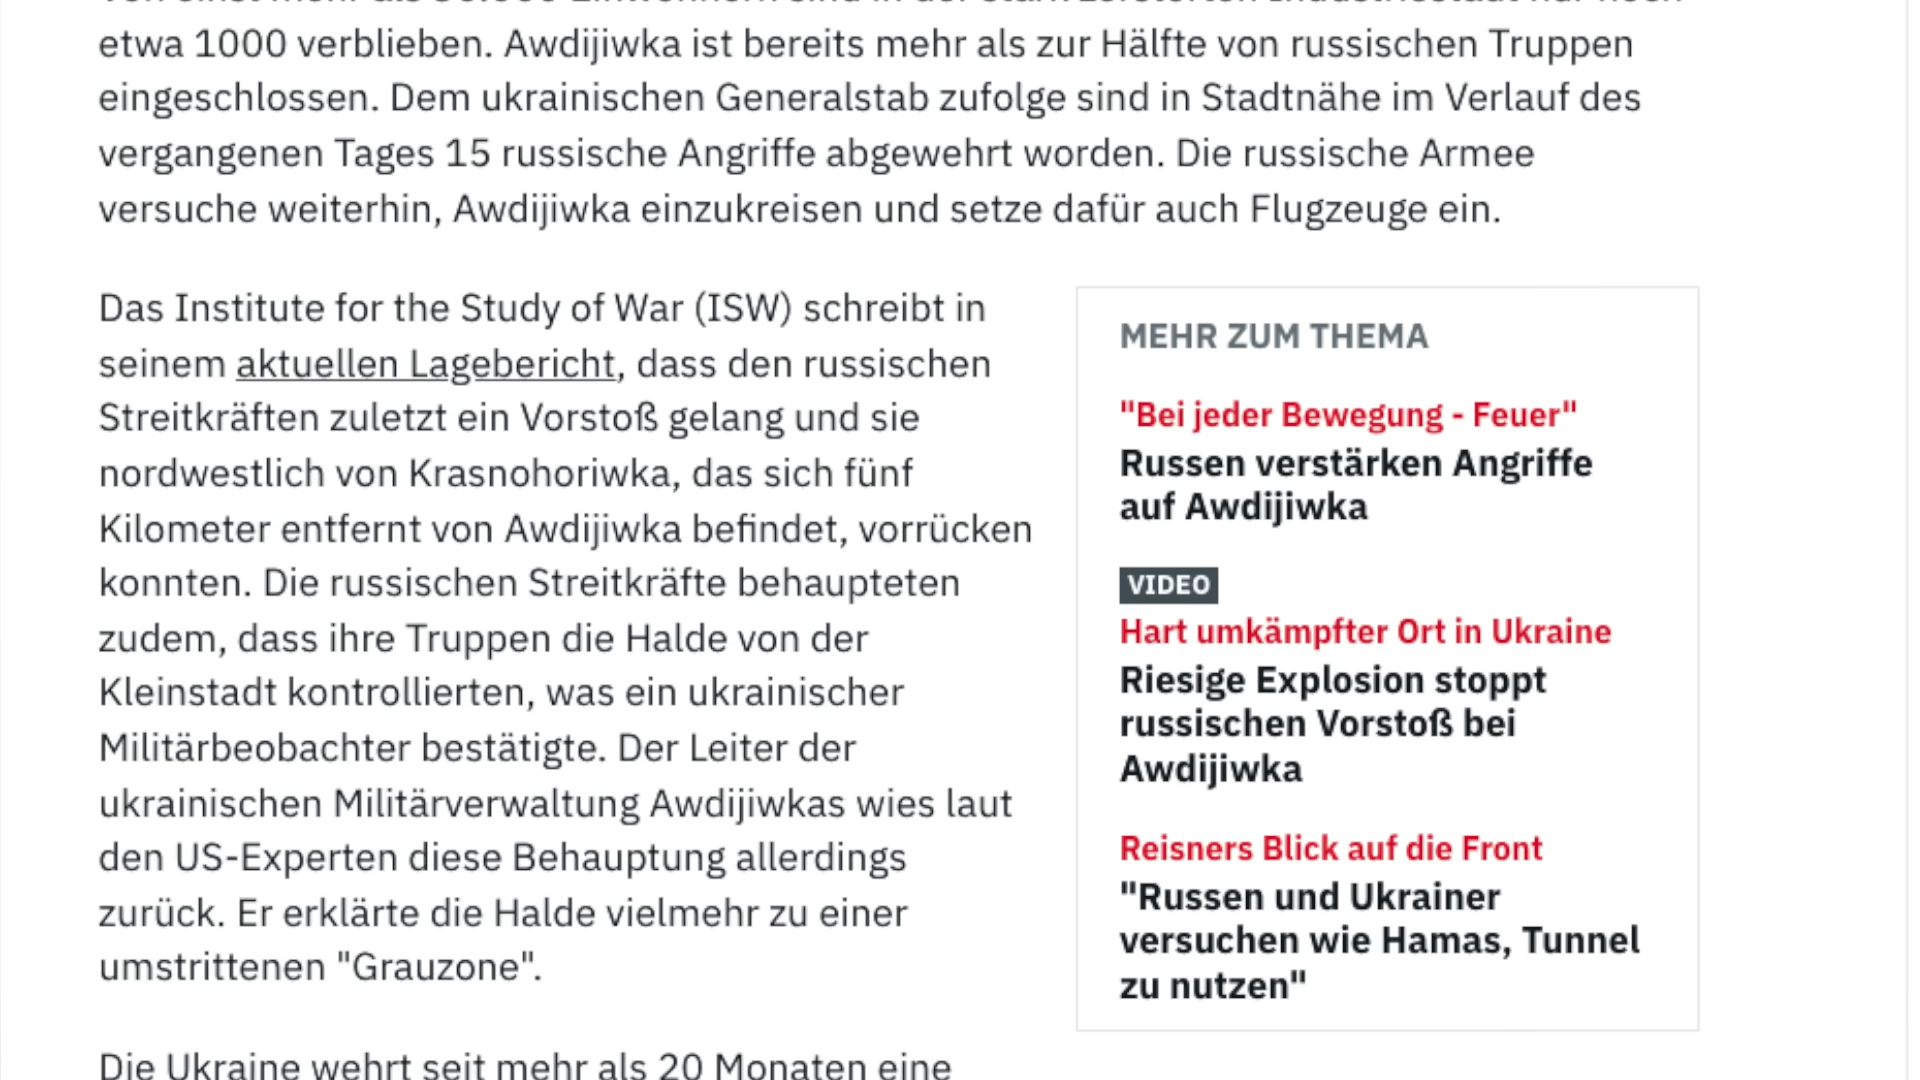 etwa 1000 verblieben. Awdijiwka ist bereits mehr als zur Hälfte von russischen Truppen
eingeschlossen. Dem ukrainischen Generalstab zufolge sind in Stadtnähe im Verlauf des
vergangenen Tages 15 russische Angriffe abgewehrt worden. Die russische Armee
versuche weiterhin, Awdijiwka einzukreisen und setze dafür auch Flugzeuge ein.
Das Institute for the Study of War (ISW) schreibt in
seinem aktuellen Lagebericht, dass den russischen
Streitkräften zuletzt ein Vorstoß gelang und sie
nordwestlich von Krasnohoriwka, das sich fünf
Kilometer entfernt von Awdijiwka befindet, vorrücken
konnten. Die russischen Streitkräfte behaupteten
zudem, dass ihre Truppen die Halde von der
Kleinstadt kontrollierten, was ein ukrainischer
Militärbeobachter bestätigte. Der Leiter der
ukrainischen Militärverwaltung Awdijiwkas wies laut
den US-Experten diese Behauptung allerdings
zurück. Er erklärte die Halde vielmehr zu einer
umstrittenen "Grauzone".
Die Ukraine wehrt seit mehr als 20 Monaten eine
MEHR ZUM THEMA
"Bei jeder Bewegung - Feuer"
Russen verstärken Angriffe
auf Awdijiwka
VIDEO
Hart umkämpfter Ort in Ukraine
Riesige Explosion stoppt
russischen Vorstoß bei
Awdijiwka
Reisners Blick auf die Front
"Russen und Ukrainer
versuchen wie Hamas, Tunnel
zu nutzen"